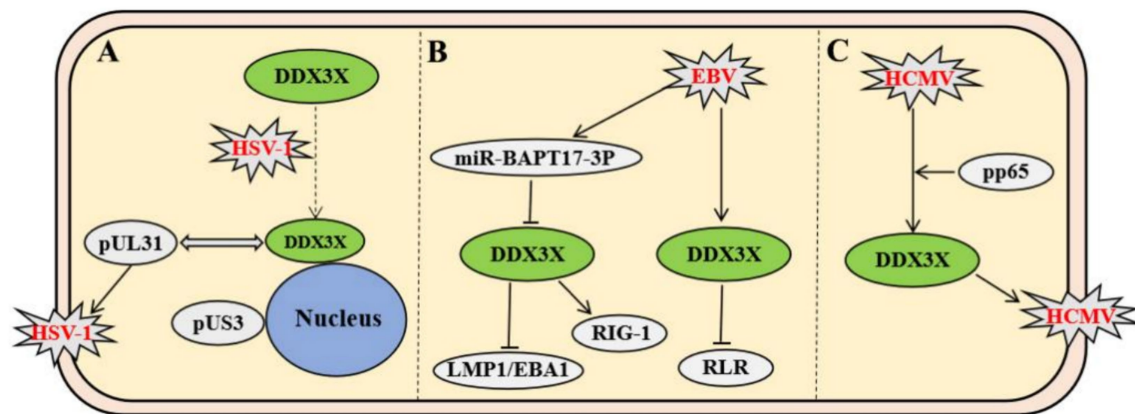 A
DDX3X
HSV-1
pUL31
DDX3X
HSV-1
pUS3
Nucleus
B
EBV
miR-BAPT17-3P
DDX3X
DDX3X
RIG-1
LMP1/EBA1
RLR
C
HCMV
pp65
DDX3X
HCMV